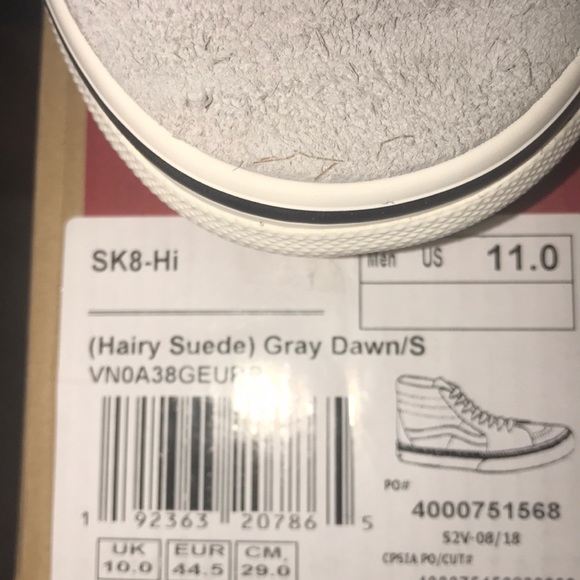 SK8-Hi
Men US 11.0
(Hairy Suede) Gray Dawn/S
PO#
4000751568
1 92363 20786 5
S2V-08/18
UK EUR CM.
CPSIA PO/CUT#
10.0 44.5 29.0